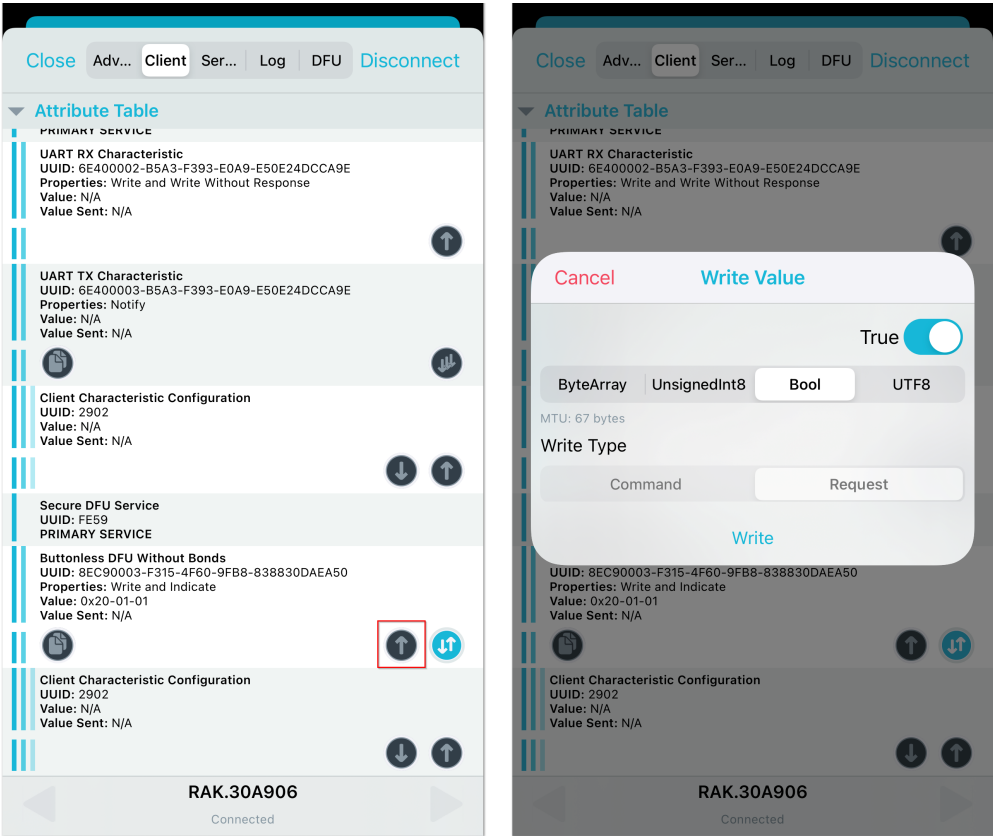 Close Adv... Client Ser... Log DFU Disconnect
Attribute Table
PRIMARY SERVICE
UART RX Characteristic
UUID: 6E400002-B5A3-F393-E0A9-E50E24DCCA9E
Properties: Write and Write Without Response
Value: N/A
Value Sent: N/A
UART TX Characteristic
UUID: 6E400003-B5A3-F393-E0A9-E50E24DCCA9E
Properties: Notify
Value: N/A
Value Sent: N/A
Client Characteristic Configuration
UUID: 2902
Value: N/A
Value Sent: N/A
Secure DFU Service
UUID: FE59
PRIMARY SERVICE
Buttonless DFU Without Bonds
UUID: 8EC90003-F315-4F60-9FB8-838830DAEA50
Properties: Write and Indicate
Value: 0x20-01-01
Value Sent: N/A
Client Characteristic Configuration
UUID: 2902
Value: N/A
Value Sent: N/A
RAK.30A906
Connected
Close Adv... Client Ser... Log DFU Disconnect
Attribute Table
PRIMARY SERVICE
UART RX Characteristic
UUID: 6E400002-B5A3-F393-E0A9-E50E24DCCA9E
Properties: Write and Write Without Response
Value: N/A
Value Sent: N/A
Cancel Write Value
True
ByteArray UnsignedInt8 Bool UTF8
MTU: 67 bytes
Write Type
Command Request
Write
UUID: 8EC90003-F315-4F60-9FB8-838830DAEA50
Properties: Write and Indicate
Value: 0x20-01-01
Value Sent: N/A
Client Characteristic Configuration
UUID: 2902
Value: N/A
Value Sent: N/A
RAK.30A906
Connected